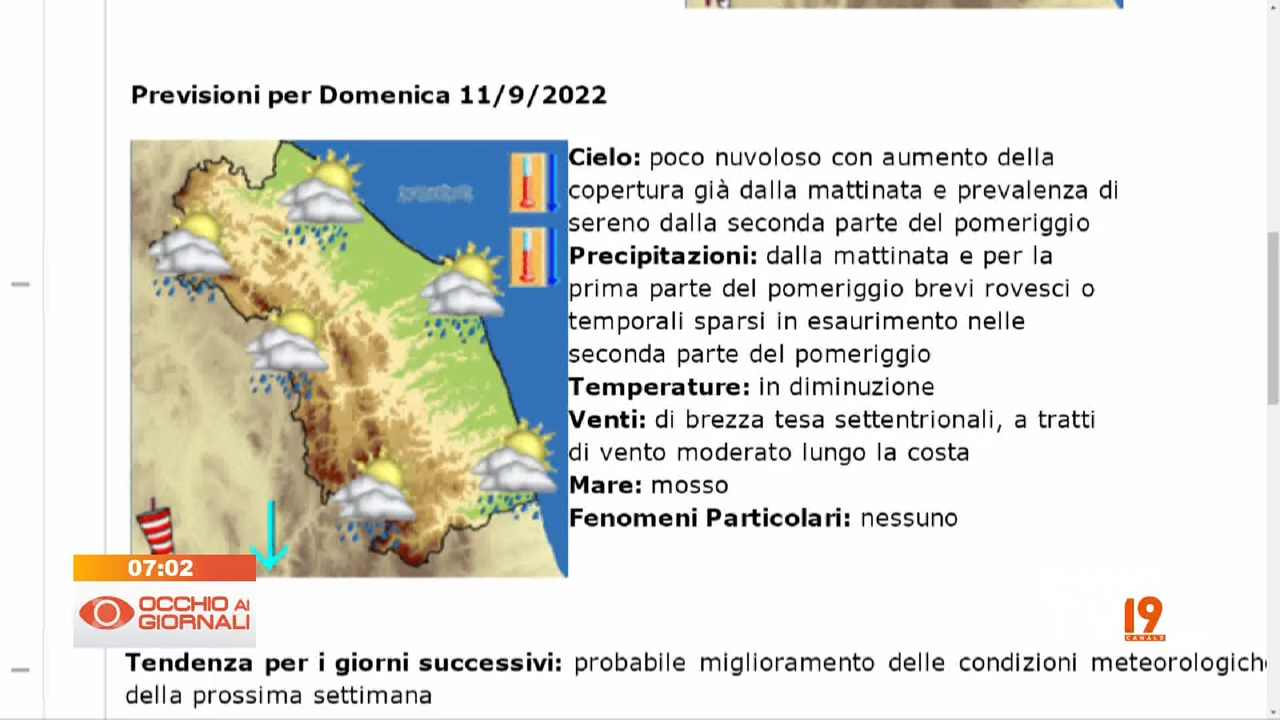 Previsioni per Domenica 11/9/2022
Cielo: poco nuvoloso con aumento della
copertura già dalla mattinata e prevalenza di
sereno dalla seconda parte del pomeriggio
Precipitazioni: dalla mattinata e per la
prima parte del pomeriggio brevi rovesci o
temporali sparsi in esaurimento nelle
seconda parte del pomeriggio
Temperature: in diminuzione
Venti: di brezza tesa settentrionali, a tratti
di vento moderato lungo la costa
Mare: mosso
Fenomeni Particolari: nessuno
07:02
OCCHIO AI
GIORNALI
19
CANALE
Tendenza per i giorni successivi: probabile miglioramento delle condizioni meteorologich
della prossima settimana